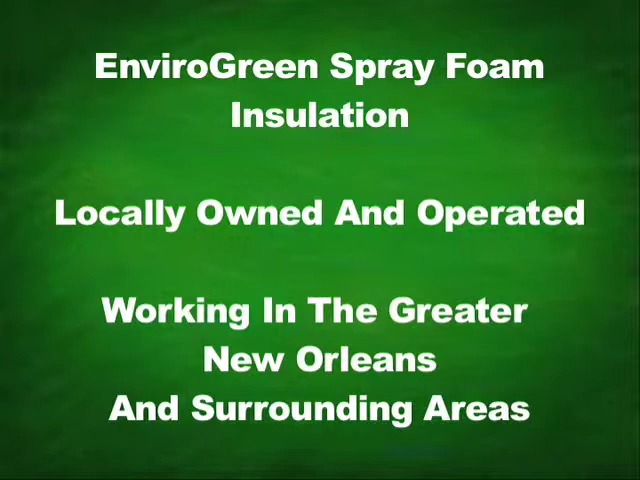 EnviroGreen Spray Foam
Insulation
Locally Owned And Operated
Working In The Greater
New Orleans
And Surrounding Areas